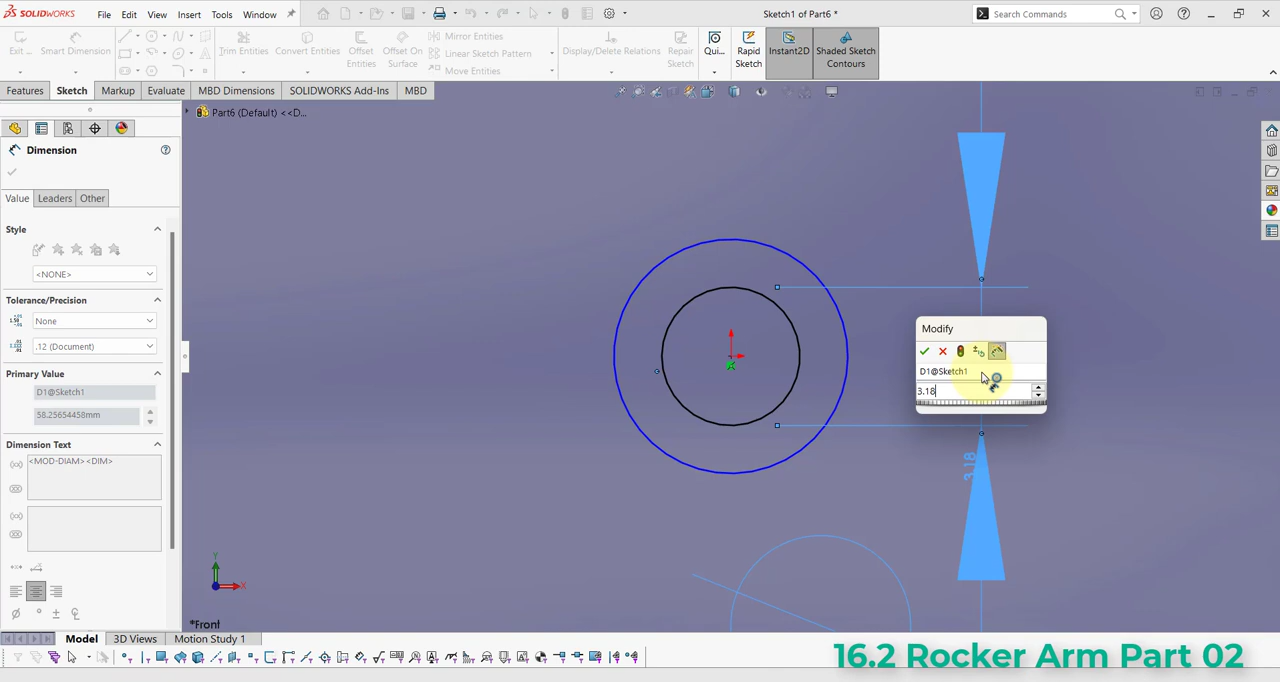 SOLIDWORKS File Edit View Insert Tools Window Sketch1 of Part6 * Search Commands
Exit ... Smart Dimension Trim Entities Convert Entities Offset Entities Offset On Surface Mirror Entities Linear Sketch Pattern Move Entities Display/Delete Relations Repair Sketch Qui... Rapid Sketch Instant2D Shaded Sketch Contours
Features Sketch Markup Evaluate MBD Dimensions SOLIDWORKS Add-Ins MBD
Part6 (Default) <<D...
Dimension
Value Leaders Other
Style
<NONE>
Tolerance/Precision
None
.12 (Document)
Primary Value
D1@Sketch1
58.25654458mm
Dimension Text
<MOD-DIAM><DIM>
Modify
D1@Sketch1
3.18
3.18
Y
X
*Front
Model 3D Views Motion Study 1
16.2 Rocker Arm Part 02